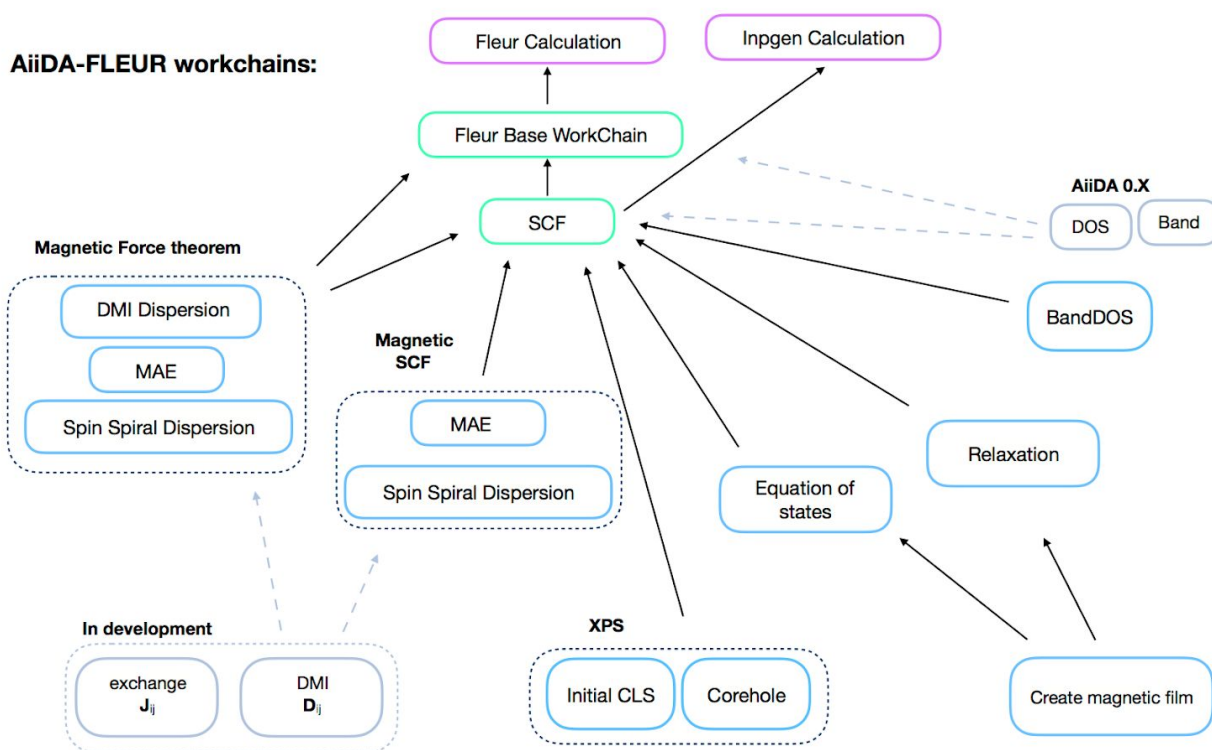 AiiDA-FLEUR workchains:
Fleur Calculation
Inpgen Calculation
Fleur Base WorkChain
SCF
AiiDA 0.X
DOS
Band
BandDOS
Magnetic Force theorem
DMI Dispersion
MAE
Spin Spiral Dispersion
Magnetic
SCF
MAE
Spin Spiral Dispersion
Equation of
states
Relaxation
In development
exchange
Jij
DMI
Dij
XPS
Initial CLS
Corehole
Create magnetic film